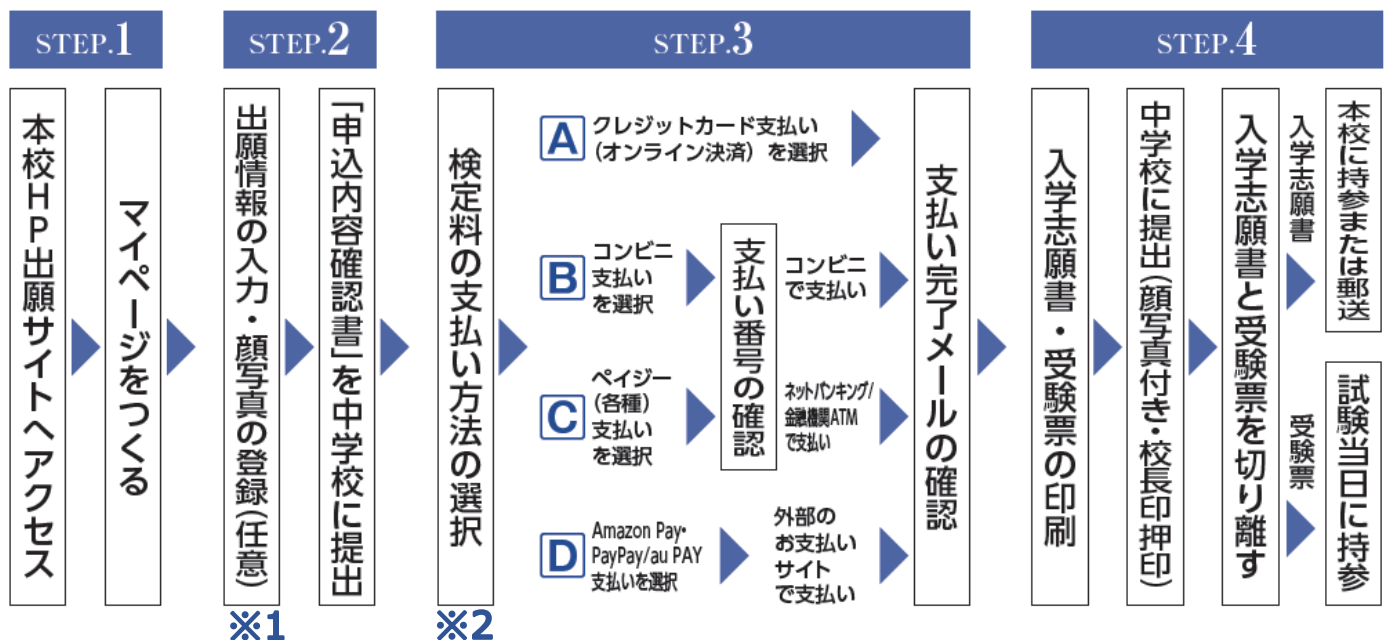 STEP.1
本校HP出願サイトへアクセス
マイページをつくる
STEP.2
出願情報の入力・顔写真の登録(任意)
※1
「申込内容確認書」を中学校に提出
STEP.3
検定料の支払い方法の選択
※2
A
クレジットカード支払い
(オンライン決済)を選択
B
コンビニ
支払い
を選択
C
ペイジー
(各種)
支払い
を選択
支払い番号の確認
コンビニ
で支払い
ネットバンキング/
金融機関ATM
で支払い
D
Amazon Pay・
PayPay/au PAY
支払いを選択
外部の
お支払い
サイト
で支払い
支払い完了メールの確認
STEP.4
入学志願書・受験票の印刷
中学校に提出(顔写真付き・校長印押印)
入学志願書と受験票を切り離す
入学志願書
本校に持参または郵送
受験票
試験当日に持参